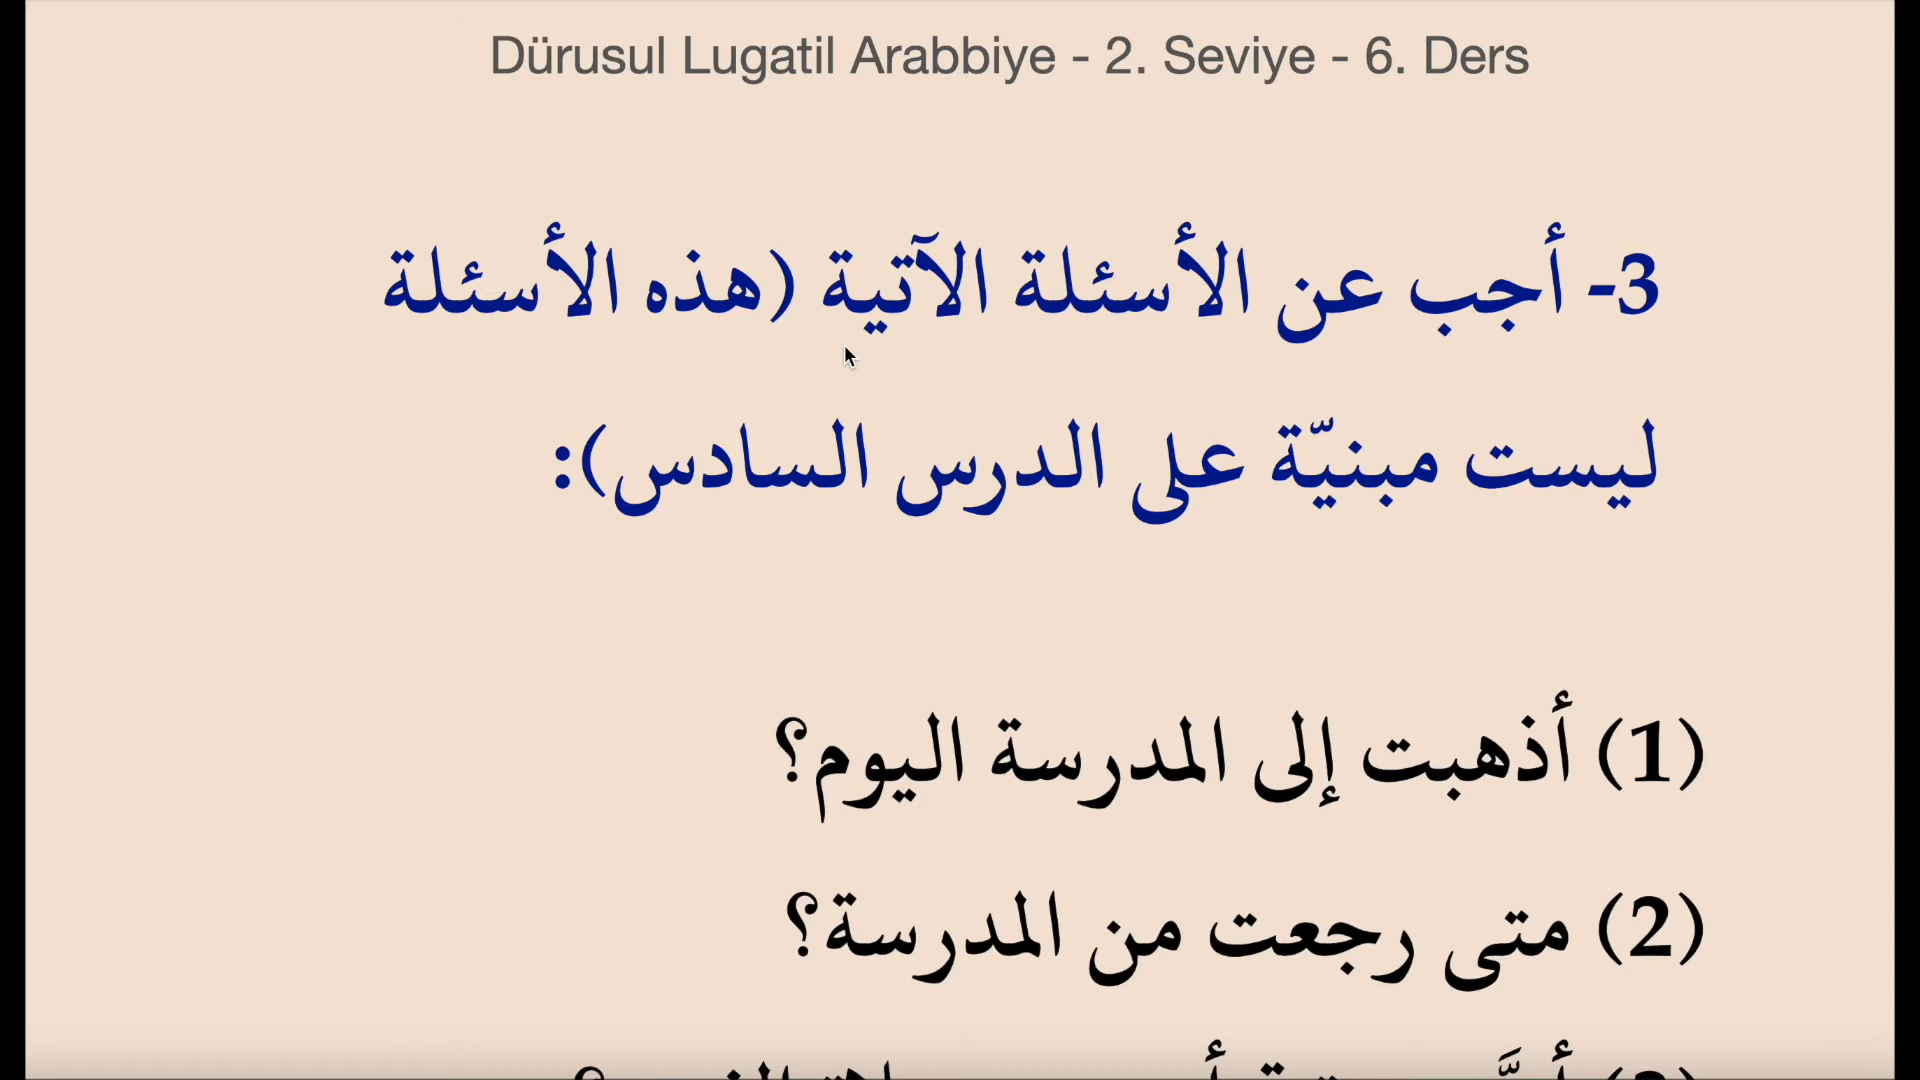 Dürusul Lugatil Arabbiye - 2. Seviye - 6. Ders
3- أجب عن الأسئلة الآتية (هذه الأسئلة
ليست مبنيّة على الدرس السادس):
(1) أذهبت إلى المدرسة اليوم؟
(2) متى رجعت من المدرسة؟